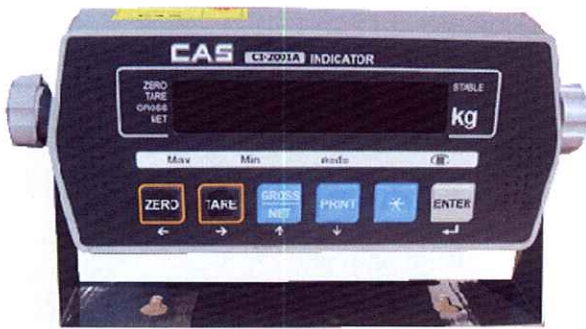 CAS CI-2001A INDICATOR
ZERO
TARE
GROSS
NET
STABLE
kg
Max Min e=d=
ZERO TARE GROSS/NET PRINT * ENTER
← → ↑ ↓ ↵